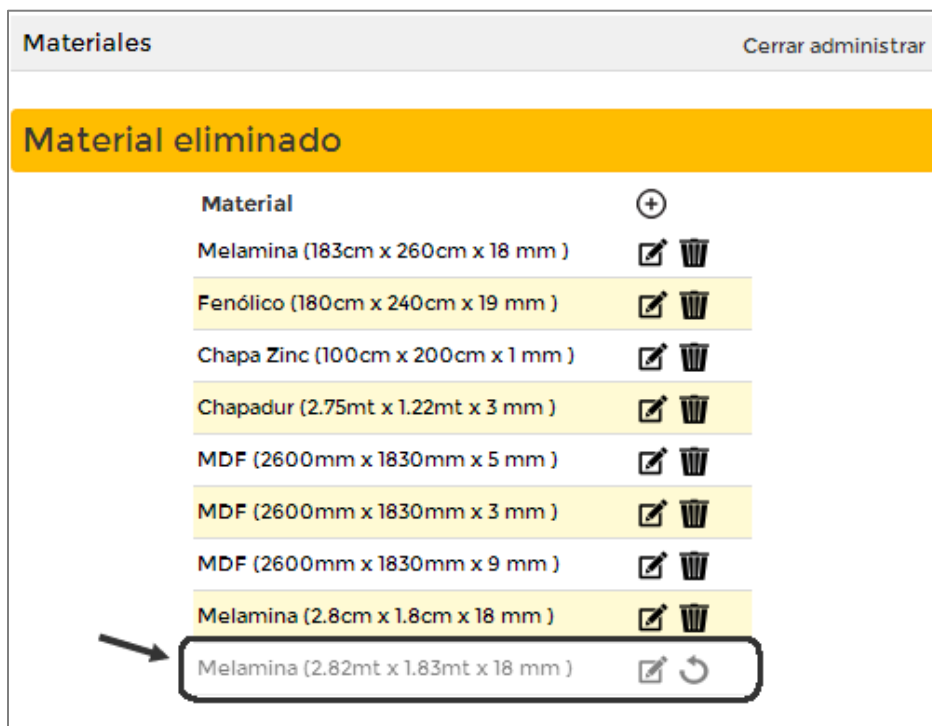 Materiales Cerrar administrar
Material eliminado
Material
Melamina (183cm x 260cm x 18 mm )
Fenólico (180cm x 240cm x 19 mm )
Chapa Zinc (100cm x 200cm x 1 mm )
Chapadur (2.75mt x 1.22mt x 3 mm )
MDF (2600mm x 1830mm x 5 mm )
MDF (2600mm x 1830mm x 3 mm )
MDF (2600mm x 1830mm x 9 mm )
Melamina (2.8cm x 1.8cm x 18 mm )
Melamina (2.82mt x 1.83mt x 18 mm )